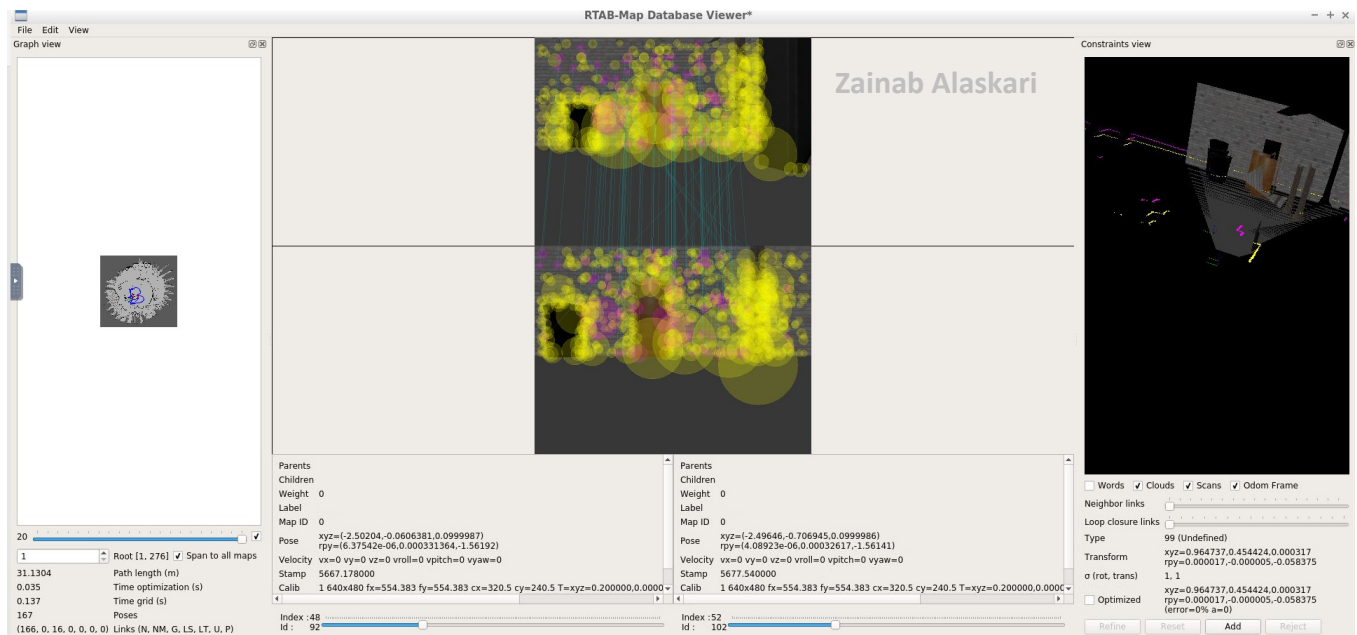 RTAB-Map Database Viewer*
File Edit View
Graph view
Constraints view
Zainab Alaskari
20
1 Root [1, 276] Span to all maps
31.1304 Path length (m)
0.035 Time optimization (s)
0.137 Time grid (s)
167 Poses
(166, 0, 16, 0, 0, 0, 0) Links (N, NM, G, LS, LT, U, P)
Parents
Children
Weight 0
Label
Map ID 0
Pose xyz=(-2.50204,-0.0606381,0.0999987)
rpy=(6.37542e-06,0.000331364,-1.56192)
Velocity vx=0 vy=0 vz=0 vroll=0 vpitch=0 vyaw=0
Stamp 5667.178000
Calib 1 640x480 fx=554.383 fy=554.383 cx=320.5 cy=240.5 T=xyz=0.200000,0.0000
Index :48
Id : 92
Parents
Children
Weight 0
Label
Map ID 0
Pose xyz=(-2.49646,-0.706945,0.0999986)
rpy=(4.08923e-06,0.00032617,-1.56141)
Velocity vx=0 vy=0 vz=0 vroll=0 vpitch=0 vyaw=0
Stamp 5677.540000
Calib 1 640x480 fx=554.383 fy=554.383 cx=320.5 cy=240.5 T=xyz=0.200000,0.0000
Index :52
Id : 102
Words Clouds Scans Odom Frame
Neighbor links
Loop closure links
Type 99 (Undefined)
Transform xyz=0.964737,0.454424,0.000317
rpy=0.000017,-0.000005,-0.058375
σ (rot, trans) 1, 1
Optimized xyz=0.964737,0.454424,0.000317
rpy=0.000017,-0.000005,-0.058375
(error=0% a=0)
Refine Reset Add Reject